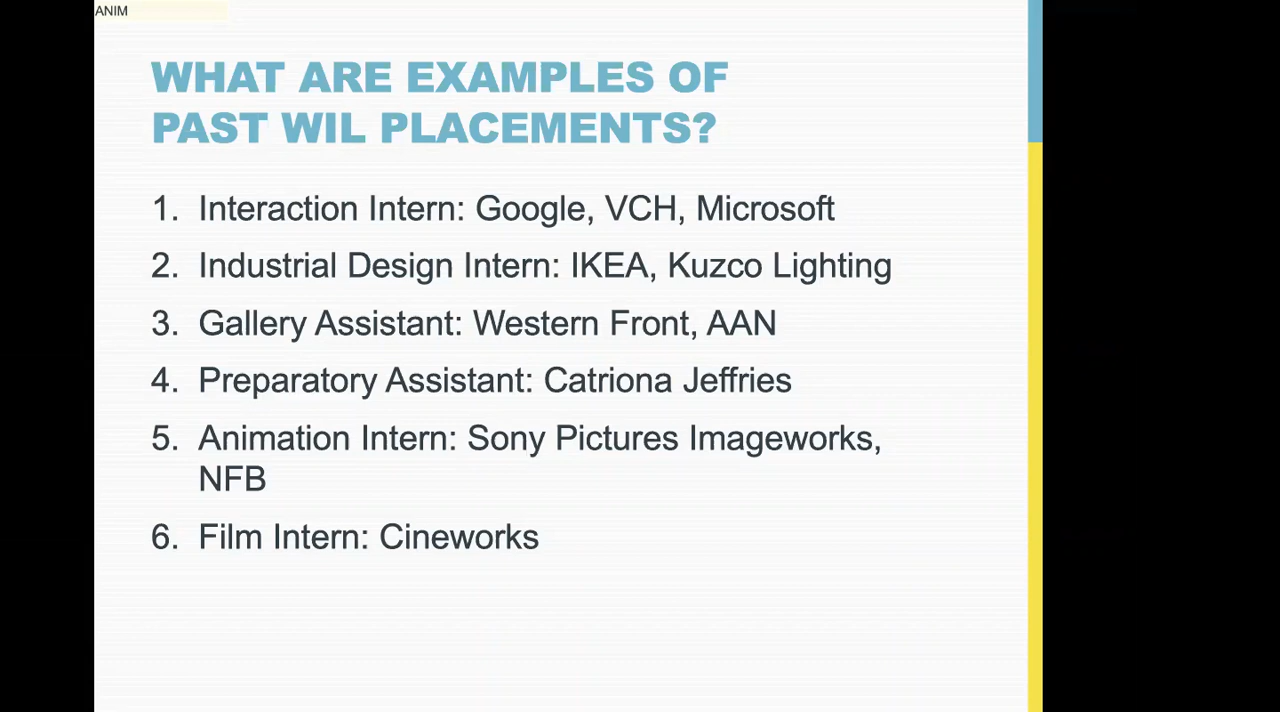 ANIM
WHAT ARE EXAMPLES OF
PAST WIL PLACEMENTS?
1. Interaction Intern: Google, VCH, Microsoft
2. Industrial Design Intern: IKEA, Kuzco Lighting
3. Gallery Assistant: Western Front, AAN
4. Preparatory Assistant: Catriona Jeffries
5. Animation Intern: Sony Pictures Imageworks,
NFB
6. Film Intern: Cineworks